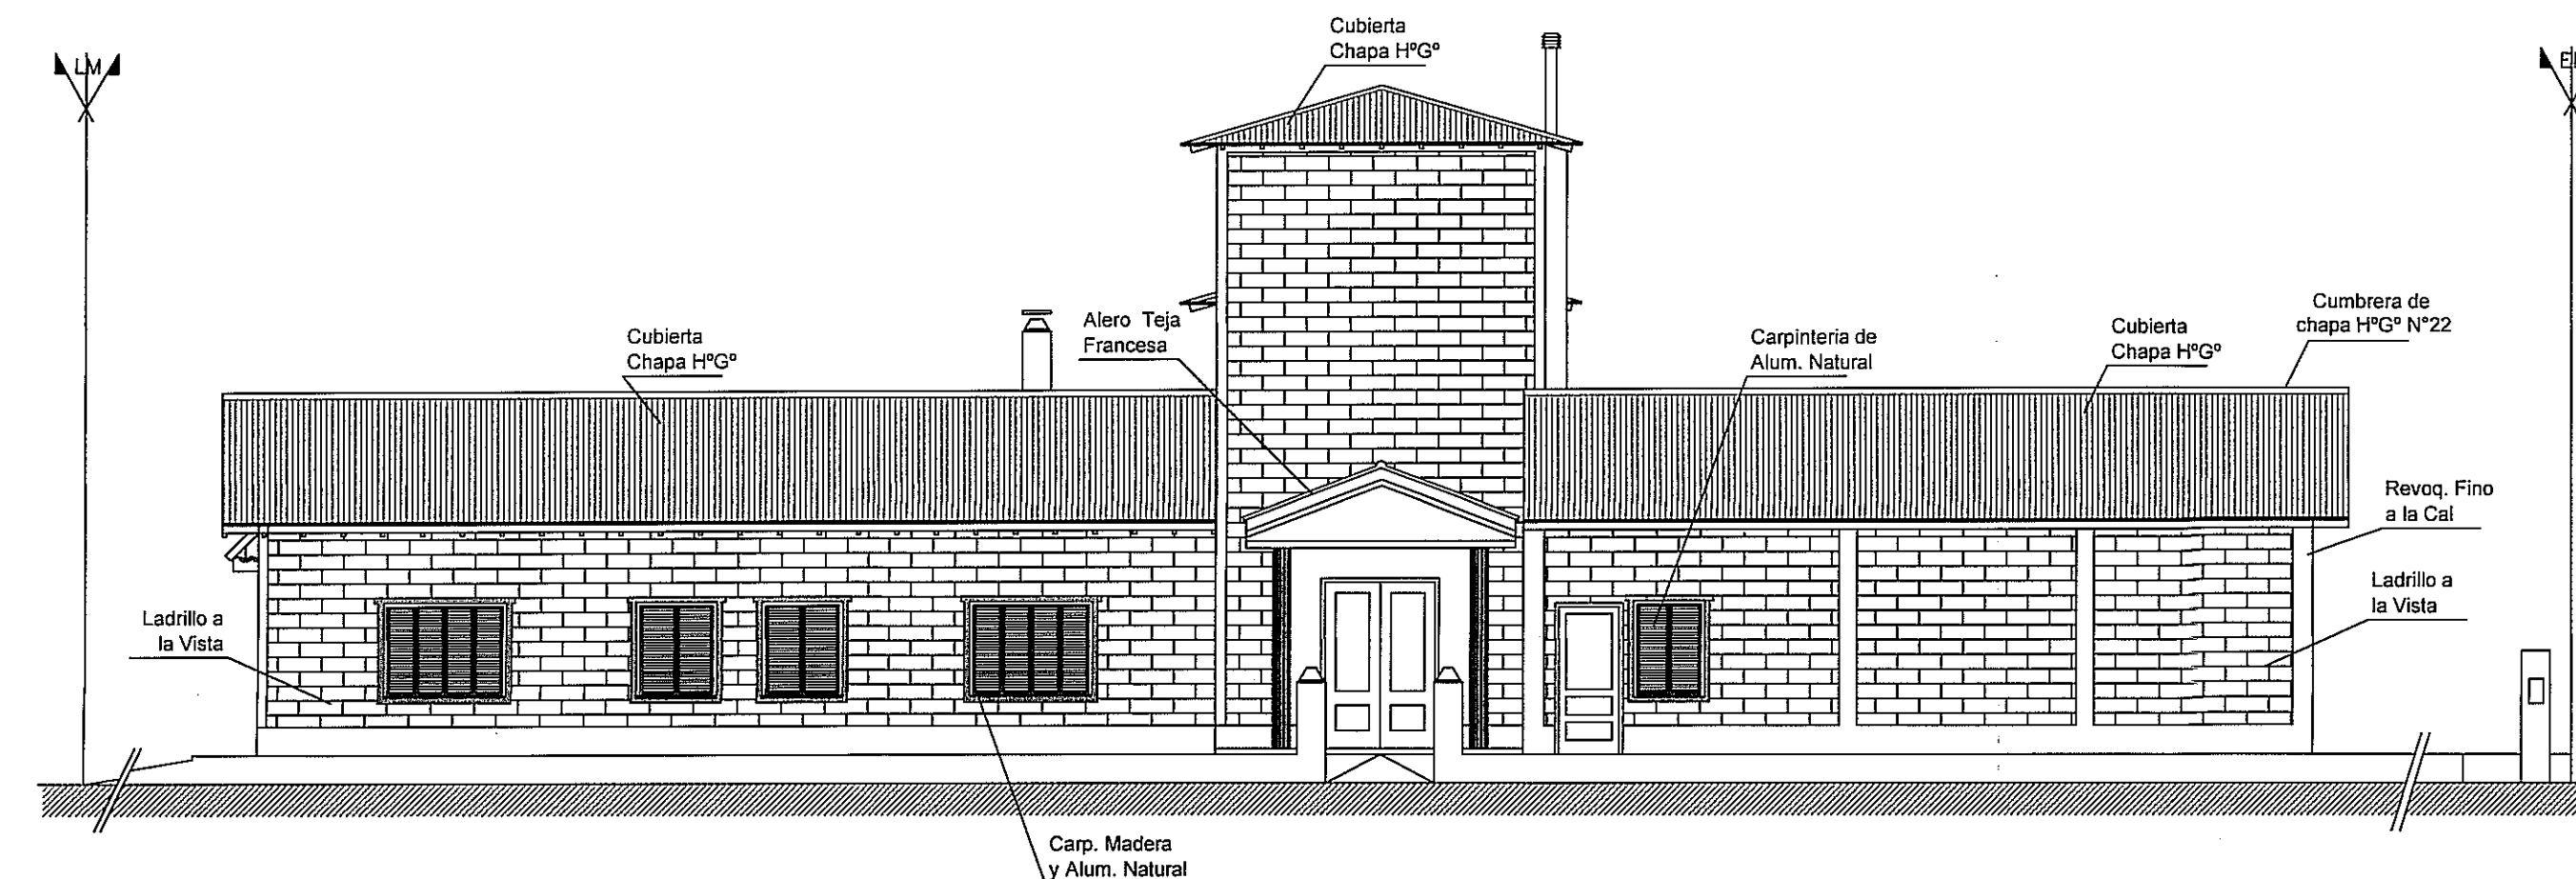 Cubierta
Chapa HºGº
LM
Cumbrera de
chapa HºGº N°22
Alero Teja
Francesa
Cubierta
Chapa HºGº
Carpinteria de
Alum. Natural
Cubierta
Chapa HºGº
Revoq. Fino
a la Cal
Ladrillo a
la Vista
Ladrillo a
la Vista
Carp. Madera
y Alum. Natural